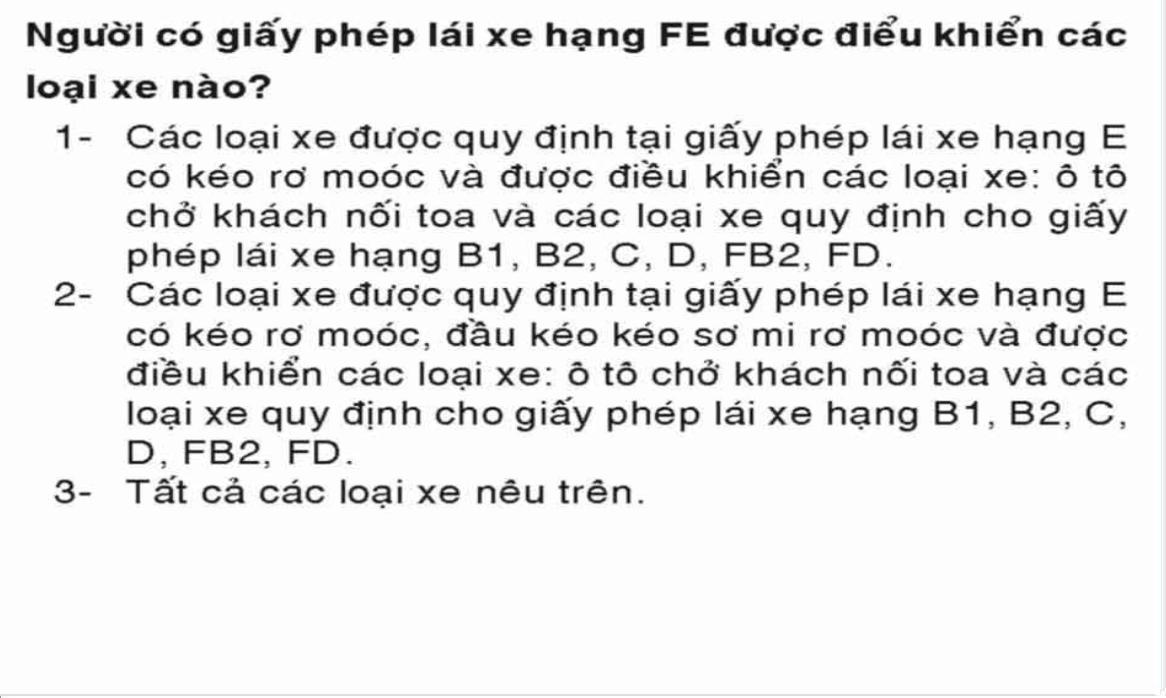 Người có giấy phép lái xe hạng FE được điểu khiển các
loại xe nào?
1- Các loại xe được quy định tại giấy phép lái xe hạng E
có kéo rơ moóc và được điều khiển các loại xe: ô tô
chở khách nối toa và các loại xe quy định cho giấy
phép lái xe hạng B1, B2, C, D, FB2, FD.
2- Các loại xe được quy định tại giấy phép lái xe hạng E
có kéo rơ moóc, đầu kéo kéo sơ mi rơ moóc và được
điều khiển các loại xe: ô tô chở khách nối toa và các
loại xe quy định cho giấy phép lái xe hạng B1, B2, C,
D, FB2, FD.
3- Tất cả các loại xe nêu trên.